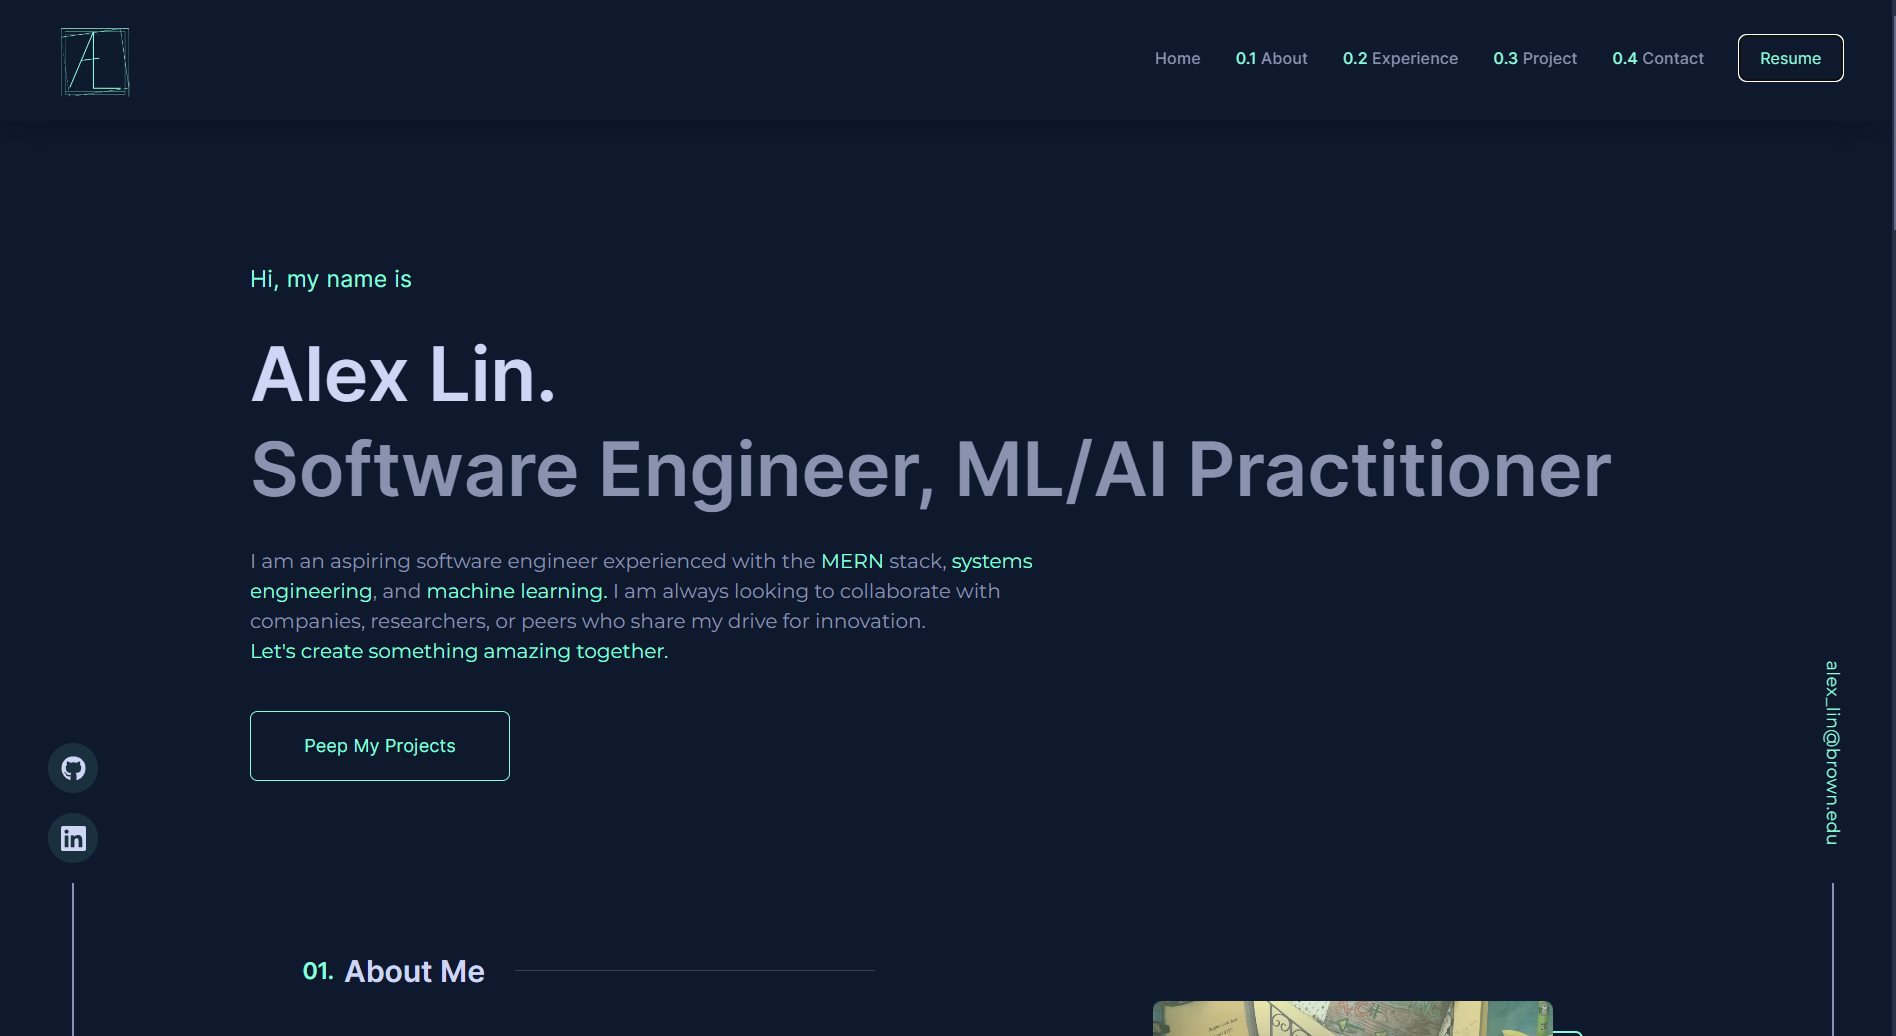 AL
Home 0.1 About 0.2 Experience 0.3 Project 0.4 Contact Resume
Hi, my name is
Alex Lin.
Software Engineer, ML/AI Practitioner
I am an aspiring software engineer experienced with the MERN stack, systems
engineering, and machine learning. I am always looking to collaborate with
companies, researchers, or peers who share my drive for innovation.
Let's create something amazing together.
Peep My Projects
in
alex_lin@brown.edu
01. About Me